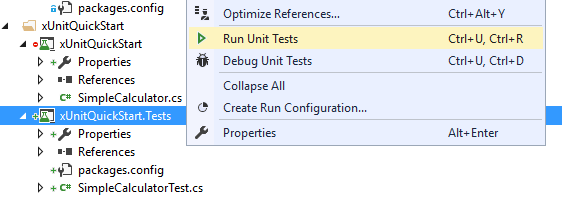 packages.config
xUnitQuickStart
xUnitQuickStart
Properties
References
C# SimpleCalculator.cs
xUnitQuickStart.Tests
Properties
References
packages.config
C# SimpleCalculatorTest.cs
Optimize References... Ctrl+Alt+Y
Run Unit Tests Ctrl+U, Ctrl+R
Debug Unit Tests Ctrl+U, Ctrl+D
Collapse All
Create Run Configuration...
Properties Alt+Enter